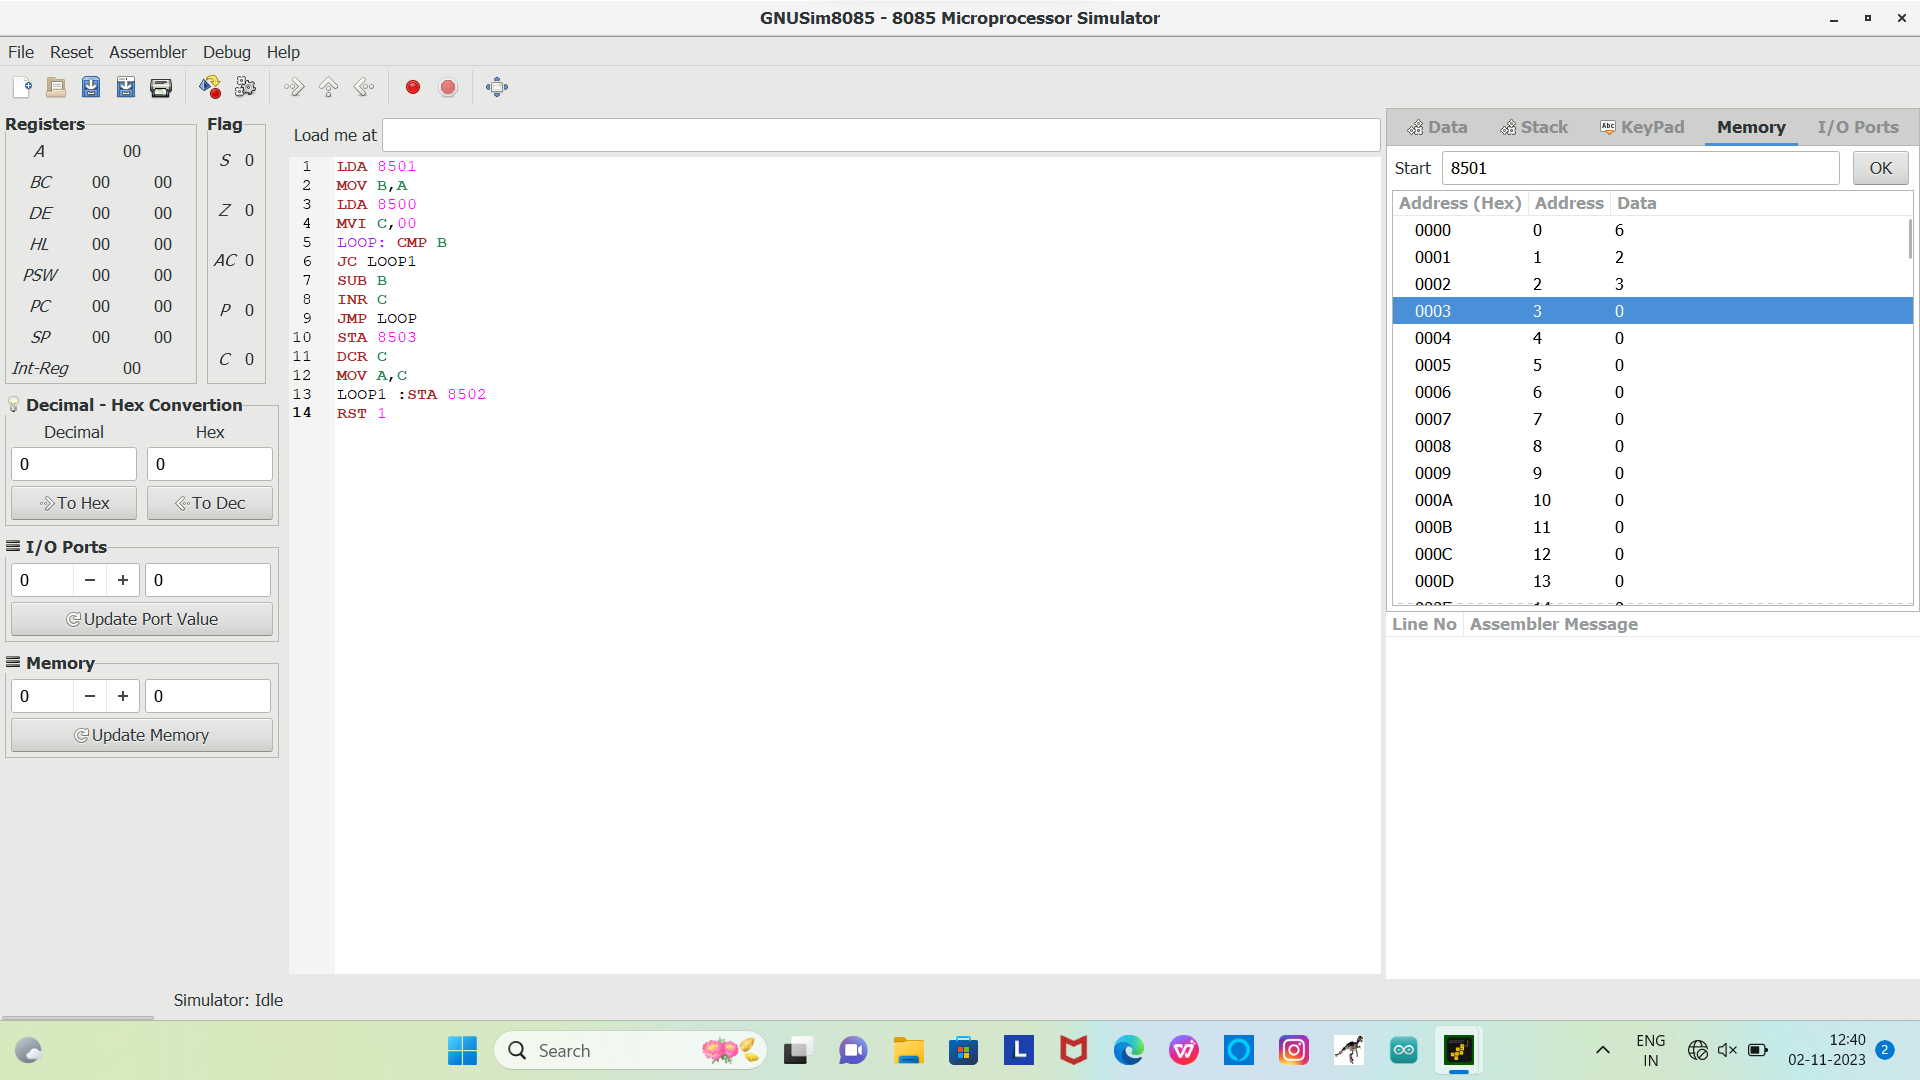 GNUSim8085 - 8085 Microprocessor Simulator
File Reset Assembler Debug Help
Registers
A 00
BC 00 00
DE 00 00
HL 00 00
PSW 00 00
PC 00 00
SP 00 00
Int-Reg 00
Flag
S 0
Z 0
AC 0
P 0
C 0
Decimal - Hex Convertion
Decimal Hex
0 0
To Hex To Dec
I/O Ports
0 − + 0
Update Port Value
Memory
0 − + 0
Update Memory
Load me at
1 LDA 8501
2 MOV B,A
3 LDA 8500
4 MVI C,00
5 LOOP: CMP B
6 JC LOOP1
7 SUB B
8 INR C
9 JMP LOOP
10 STA 8503
11 DCR C
12 MOV A,C
13 LOOP1 :STA 8502
14 RST 1
Data Stack Abc KeyPad Memory I/O Ports
Start 8501 OK
Address (Hex) Address Data
0000 0 6
0001 1 2
0002 2 3
0003 3 0
0004 4 0
0005 5 0
0006 6 0
0007 7 0
0008 8 0
0009 9 0
000A 10 0
000B 11 0
000C 12 0
000D 13 0
Line No Assembler Message
Simulator: Idle
Search
L
ENG
IN
12:40
02-11-2023
2